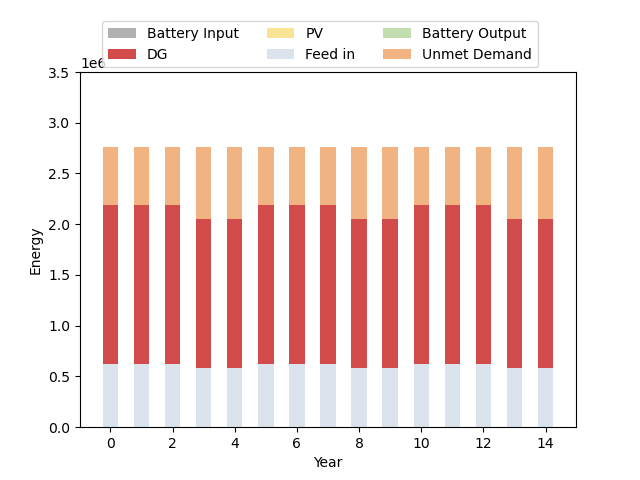 Battery Input PV Battery Output
DG Feed in Unmet Demand
1e6
3.5
3.0
2.5
2.0
1.5
1.0
0.5
0.0
Energy
0 2 4 6 8 10 12 14
Year